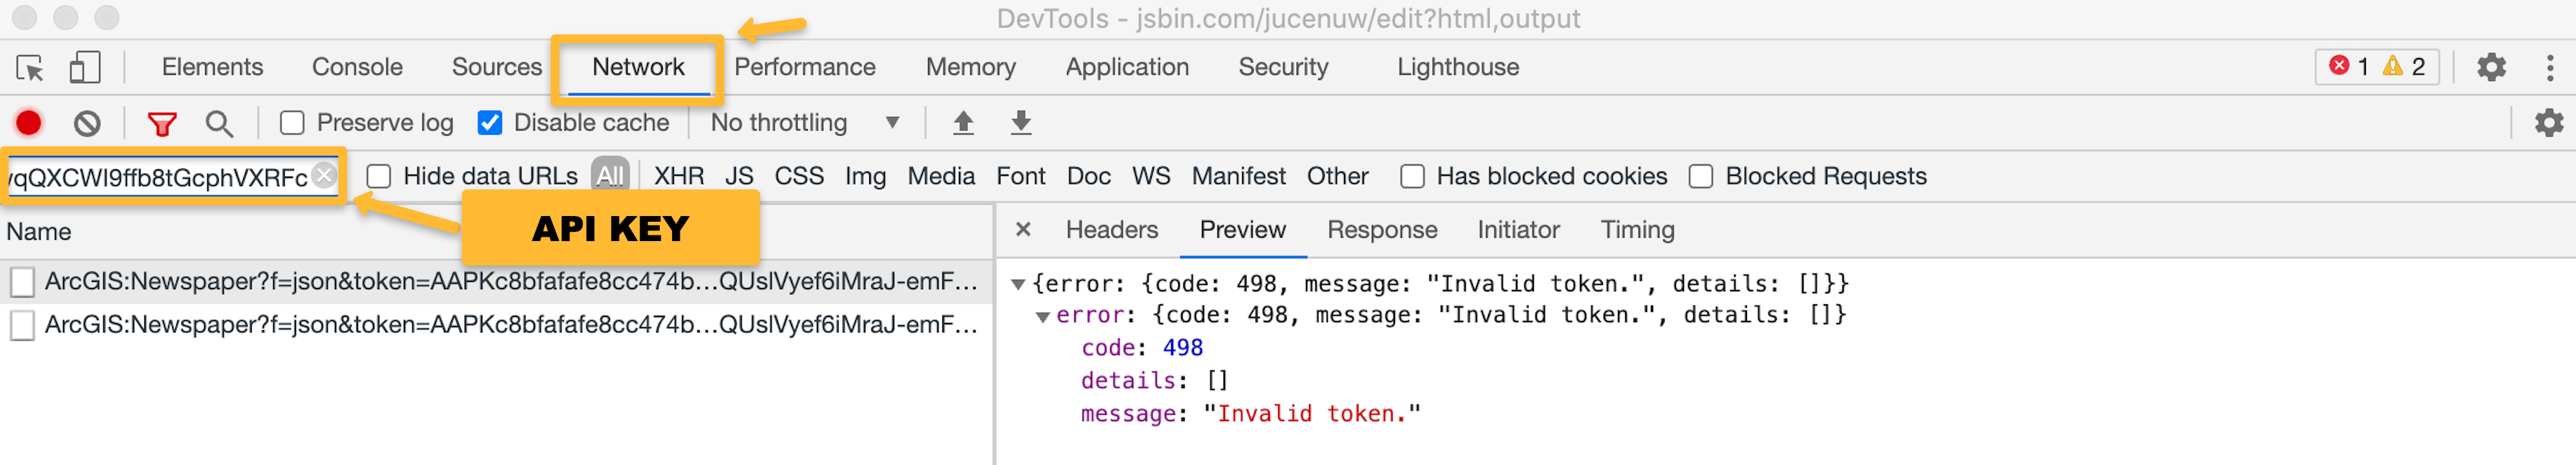 DevTools - jsbin.com/jucenuw/edit?html,output
Elements Console Sources Network Performance Memory Application Security Lighthouse 1 2
Preserve log Disable cache No throttling
qQXCWI9ffb8tGcphVXRFc Hide data URLs All XHR JS CSS Img Media Font Doc WS Manifest Other Has blocked cookies Blocked Requests
API KEY
Name
ArcGIS:Newspaper?f=json&token=AAPKc8bfafafe8cc474b...QUslVyef6iMraJ-emF...
ArcGIS:Newspaper?f=json&token=AAPKc8bfafafe8cc474b...QUslVyef6iMraJ-emF...
× Headers Preview Response Initiator Timing
▼{error: {code: 498, message: "Invalid token.", details: []}}
▼error: {code: 498, message: "Invalid token.", details: []}
code: 498
details: []
message: "Invalid token."